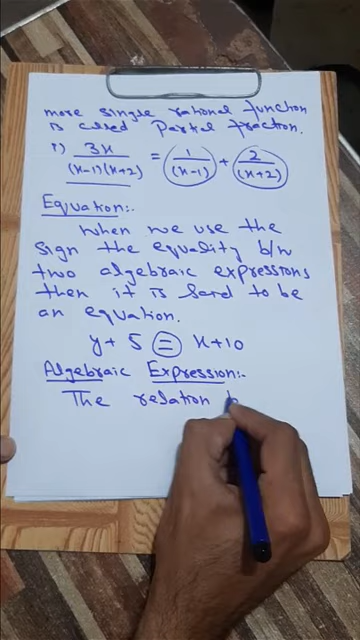 more single rational function
is called Partial fraction.
i) 3x/((x-1)(x+2)) = 1/(x-1) + 2/(x+2)
Equation:-
When we use the
sign the equality b/w
two algebraic expressions
then it is said to be
an equation.
y + 5 = x + 10
Algebraic Expression:-
The relation